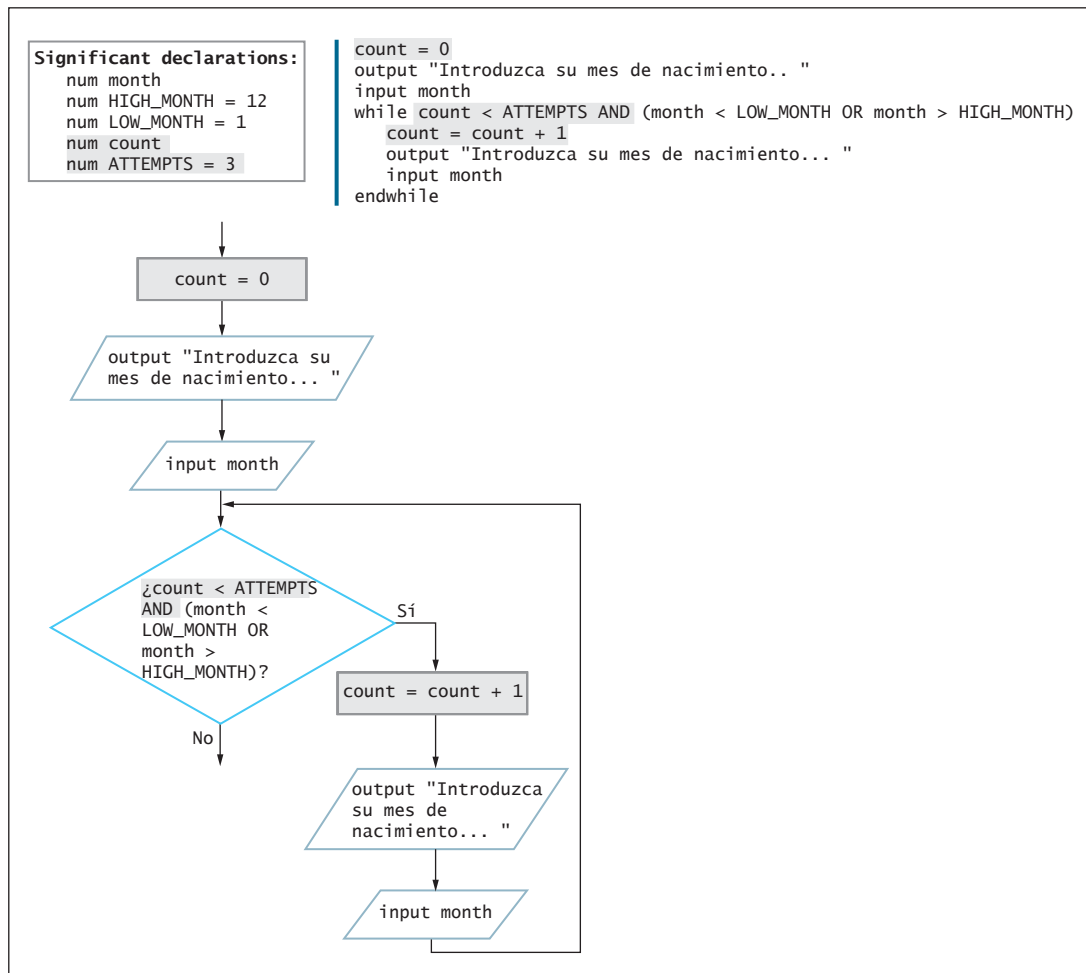 Significant declarations:
num month
num HIGH_MONTH = 12
num LOW_MONTH = 1
num count
num ATTEMPTS = 3
count = 0
output "Introduzca su mes de nacimiento.. "
input month
while count < ATTEMPTS AND (month < LOW_MONTH OR month > HIGH_MONTH)
count = count + 1
output "Introduzca su mes de nacimiento... "
input month
endwhile
count = 0
output "Introduzca su
mes de nacimiento... "
input month
¿count < ATTEMPTS
AND (month <
LOW_MONTH OR
month >
HIGH_MONTH)?
Sí
No
count = count + 1
output "Introduzca
su mes de
nacimiento... "
input month